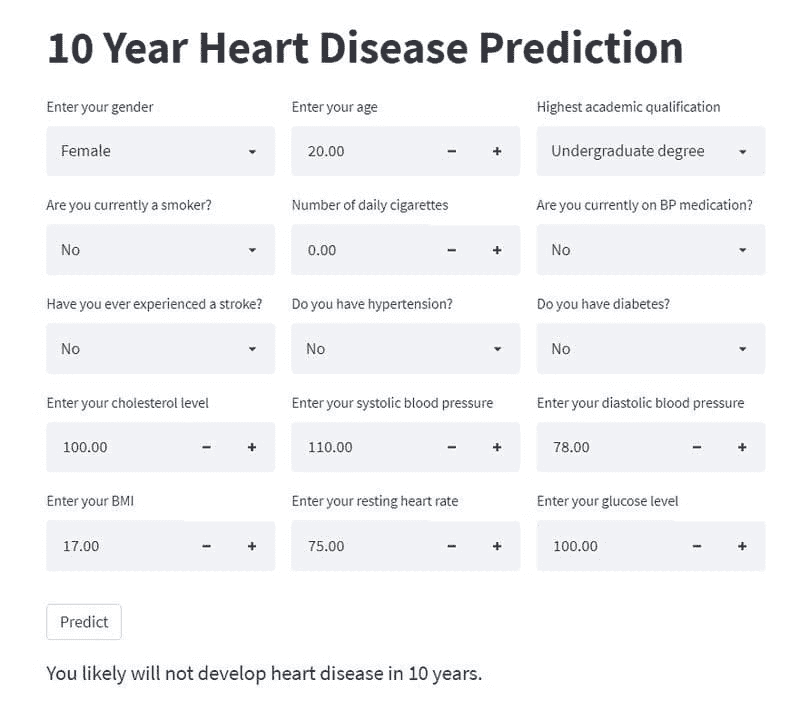 10 Year Heart Disease Prediction
Enter your gender
Enter your age
Highest academic qualification
Female
20.00
Undergraduate degree
Are you currently a smoker?
Number of daily cigarettes
Are you currently on BP medication?
No
0.00
No
Have you ever experienced a stroke?
Do you have hypertension?
Do you have diabetes?
No
No
No
Enter your cholesterol level
Enter your systolic blood pressure
Enter your diastolic blood pressure
100.00
110.00
78.00
Enter your BMI
Enter your resting heart rate
Enter your glucose level
17.00
75.00
100.00
Predict
You likely will not develop heart disease in 10 years.